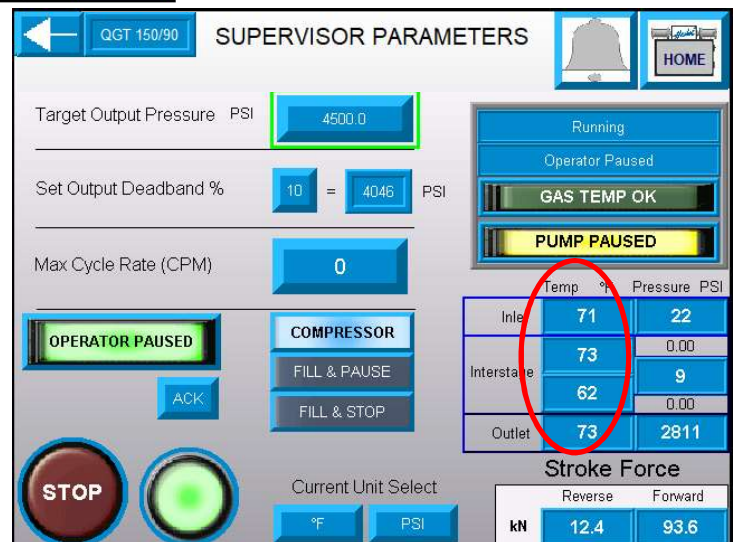 QGT 150/90
SUPERVISOR PARAMETERS
HOME
Target Output Pressure PSI
4500.0
Running
Operator Paused
Set Output Deadband %
10 = 4046 PSI
GAS TEMP OK
PUMP PAUSED
Max Cycle Rate (CPM)
0
Temp °F Pressure PSI
Inlet 71 22
OPERATOR PAUSED
COMPRESSOR
FILL & PAUSE
FILL & STOP
ACK
Interstage
73
0.00
9
62
0.00
Outlet 73 2811
STOP
Current Unit Select
°F PSI
Stroke Force
Reverse Forward
kN 12.4 93.6